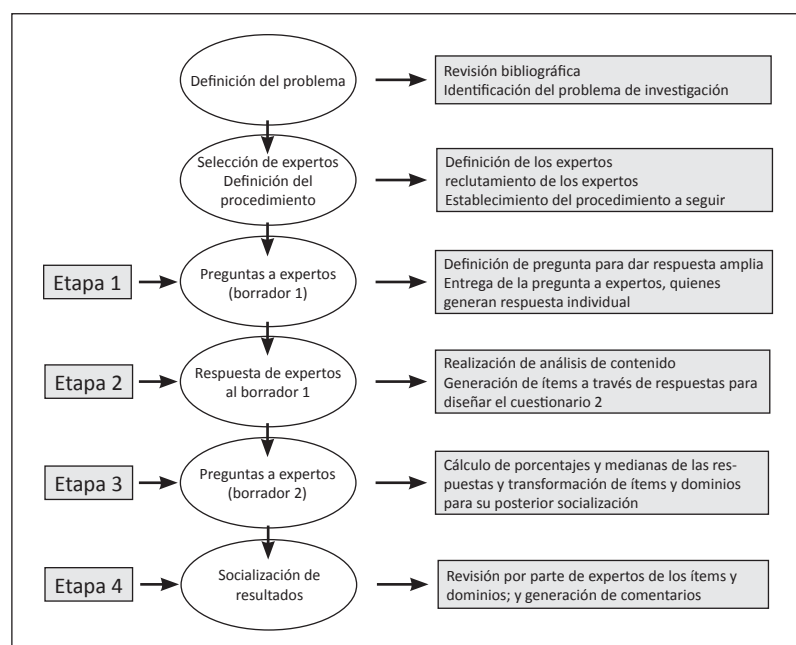 Definición del problema
Revisión bibliográfica
Identificación del problema de investigación
Selección de expertos
Definición del
procedimiento
Definición de los expertos
reclutamiento de los expertos
Establecimiento del procedimiento a seguir
Etapa 1
Preguntas a expertos
(borrador 1)
Definición de pregunta para dar respuesta amplia
Entrega de la pregunta a expertos, quienes
generan respuesta individual
Etapa 2
Respuesta de expertos
al borrador 1
Realización de análisis de contenido
Generación de ítems a través de respuestas para
diseñar el cuestionario 2
Etapa 3
Preguntas a expertos
(borrador 2)
Cálculo de porcentajes y medianas de las res-
puestas y transformación de ítems y dominios
para su posterior socialización
Etapa 4
Socialización de
resultados
Revisión por parte de expertos de los ítems y
dominios; y generación de comentarios